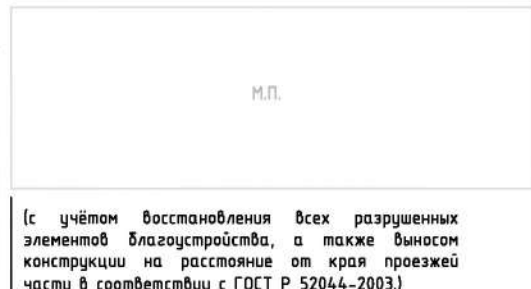 М.П.
(с учётом восстановления всех разрушенных
элементов благоустройства, а также выносом
конструкции на расстояние от края проезжей
части в соответствии с ГОСТ Р 52044-2003.)